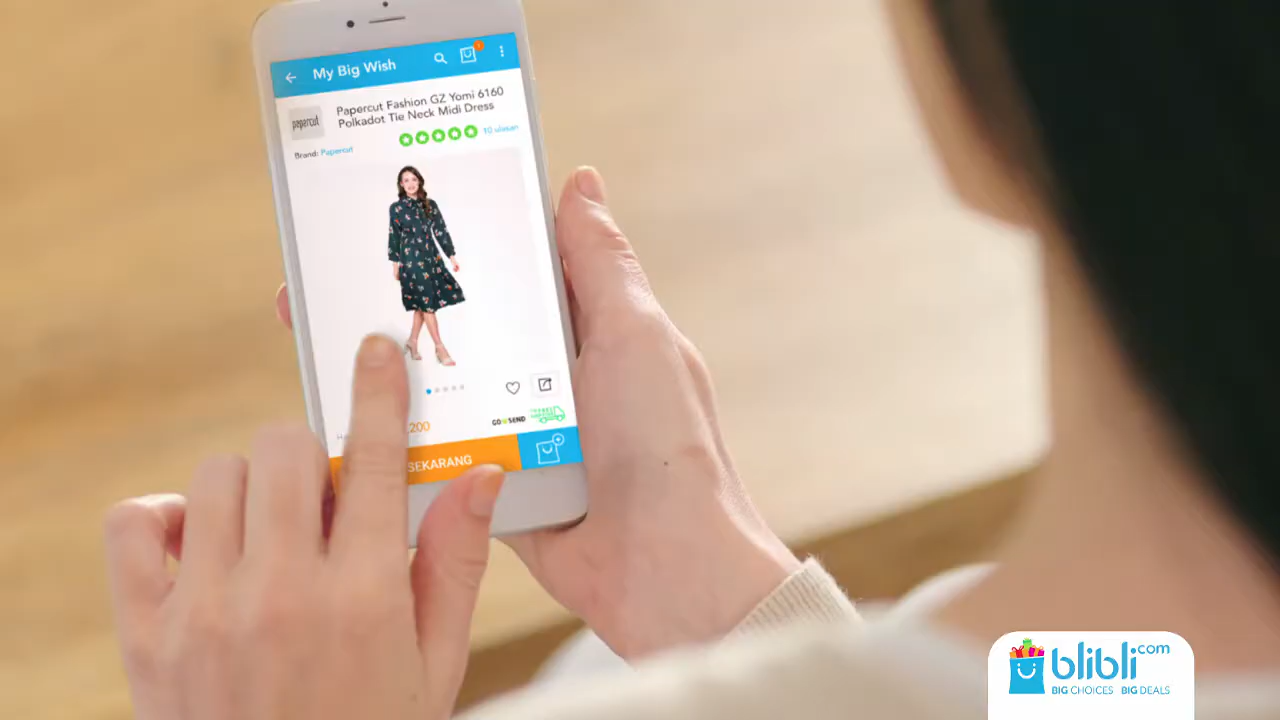 My Big Wish
papercut
Papercut Fashion GZ Yomi 6160
Polkadot Tie Neck Midi Dress
10 ulasan
Brand: Papercut
GO SEND
200
SEKARANG
blibli.com
BIG CHOICES BIG DEALS